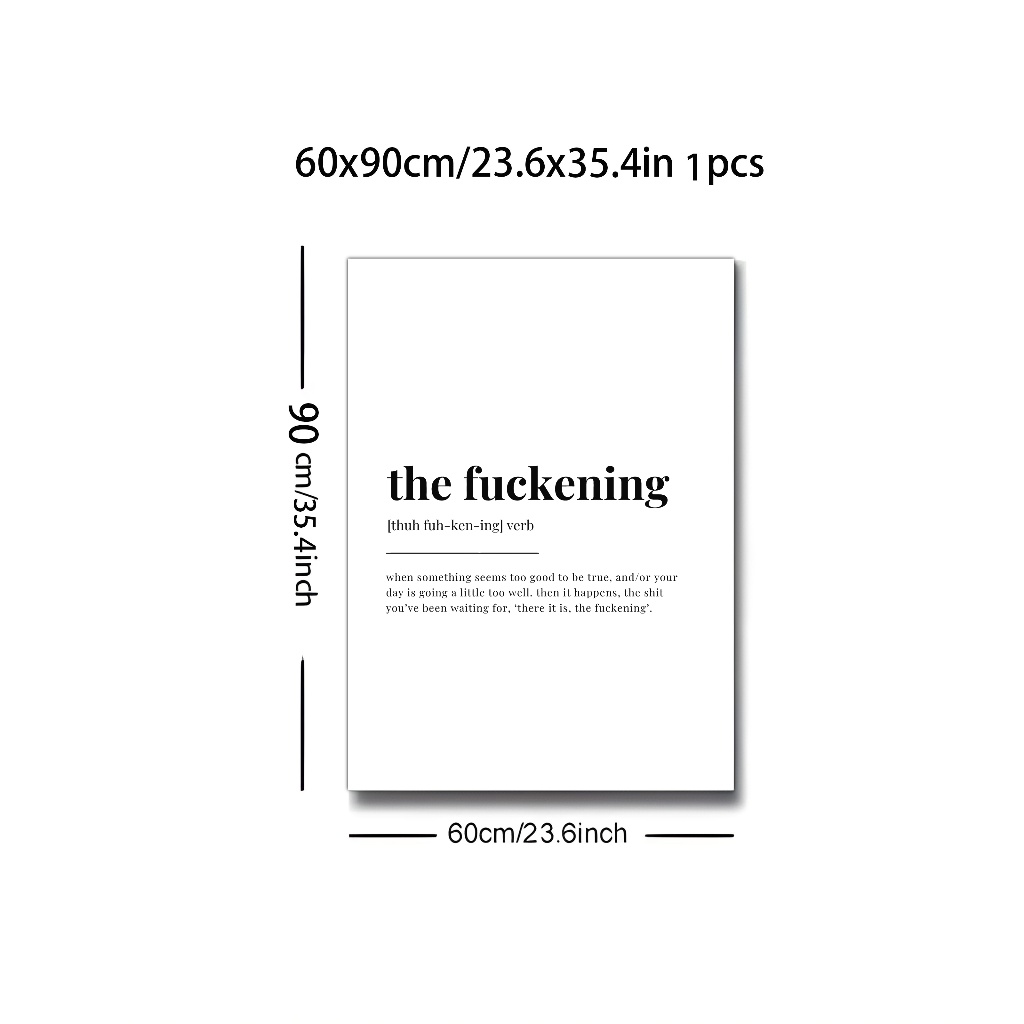 60x90cm/23.6x35.4in 1pcs
90 cm/35.4inch
the fuckening
[thuh fuh-ken-ing] verb
when something seems too good to be true, and/or your
day is going a little too well. then it happens, the shit
you've been waiting for, 'there it is, the fuckening'.
60cm/23.6inch